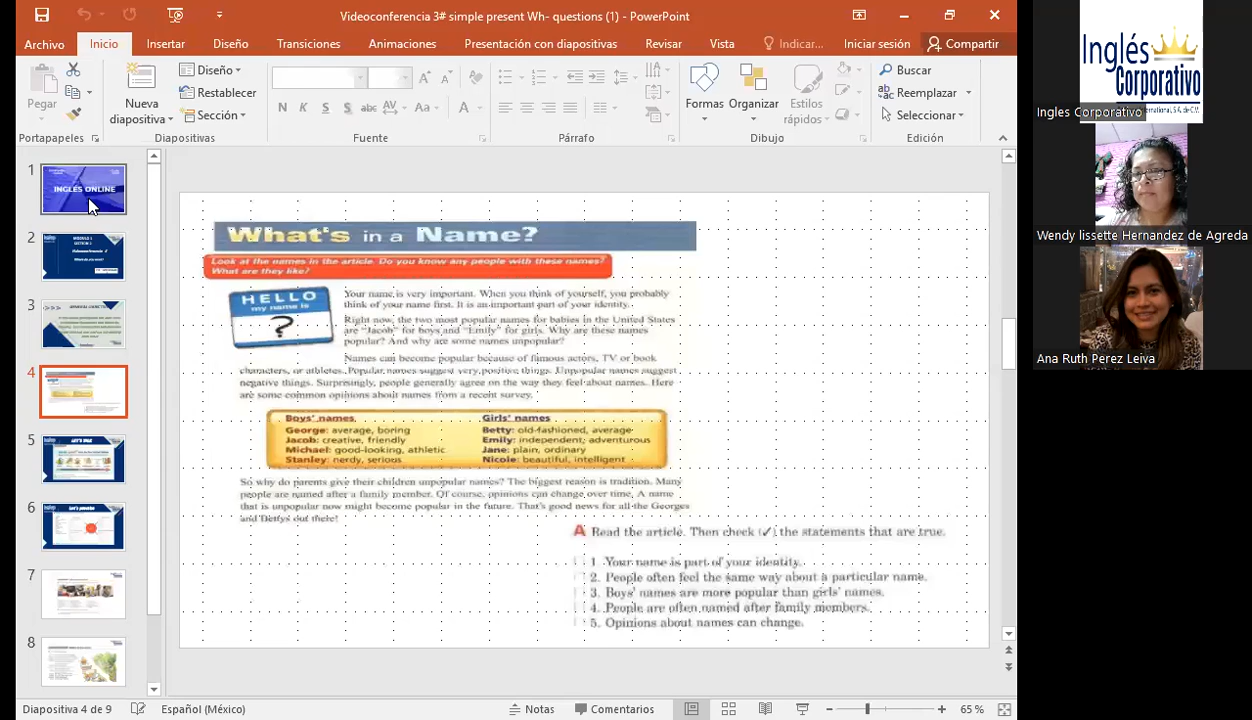 Videoconferencia 3# simple present Wh- questions (1) - PowerPoint
Archivo Inicio Insertar Diseño Transiciones Animaciones Presentación con diapositivas Revisar Vista Indicar... Iniciar sesión Compartir
Pegar
Nueva diapositiva
Diseño
Restablecer
Sección
N K S S abc AV Aa A
Formas
Organizar
Estilos rápidos
Buscar
Reemplazar
Seleccionar
Portapapeles Diapositivas Fuente Párrafo Dibujo Edición
1
INGLÉS ONLINE
2
3
4
5
6
7
8
What's in a Name?
Look at the names in the article. Do you know any people with these names?
What are they like?
HELLO
my name is
?
Your name is very important. When you think of yourself, you probably
think of your name first. It is an important part of your identity.
Right now, the two most popular names for babies in the United States
are "Jacob" for boys and "Emily" for girls. Why are these names
popular? And why are some names unpopular?
Names can become popular because of famous actors, TV or book
characters, or athletes. Popular names suggest very positive things. Unpopular names suggest
negative things. Surprisingly, people generally agree on the way they feel about names. Here
are some common opinions about names from a recent survey.
Boys' names Girls' names
George: average, boring Betty: old-fashioned, average
Jacob: creative, friendly Emily: independent, adventurous
Michael: good-looking, athletic Jane: plain, ordinary
Stanley: nerdy, serious Nicole: beautiful, intelligent
So why do parents give their children unpopular names? The biggest reason is tradition. Many
people are named after a family member. Of course, opinions can change over time. A name
that is unpopular now might become popular in the future. That's good news for all the Georges
and Bettys out there!
A Read the article. Then check (✓) the statements that are true.
1 Your name is part of your identity.
2. People often feel the same way about a particular name.
3. Boys' names are more popular than girls' names.
4. People are often named after family members.
5. Opinions about names can change.
Diapositiva 4 de 9 Español (México) Notas Comentarios 65 %
Inglés
Corporativo
Ingles Corporativo
Wendy lissette Hernandez de Agreda
Ana Ruth Perez Leiva